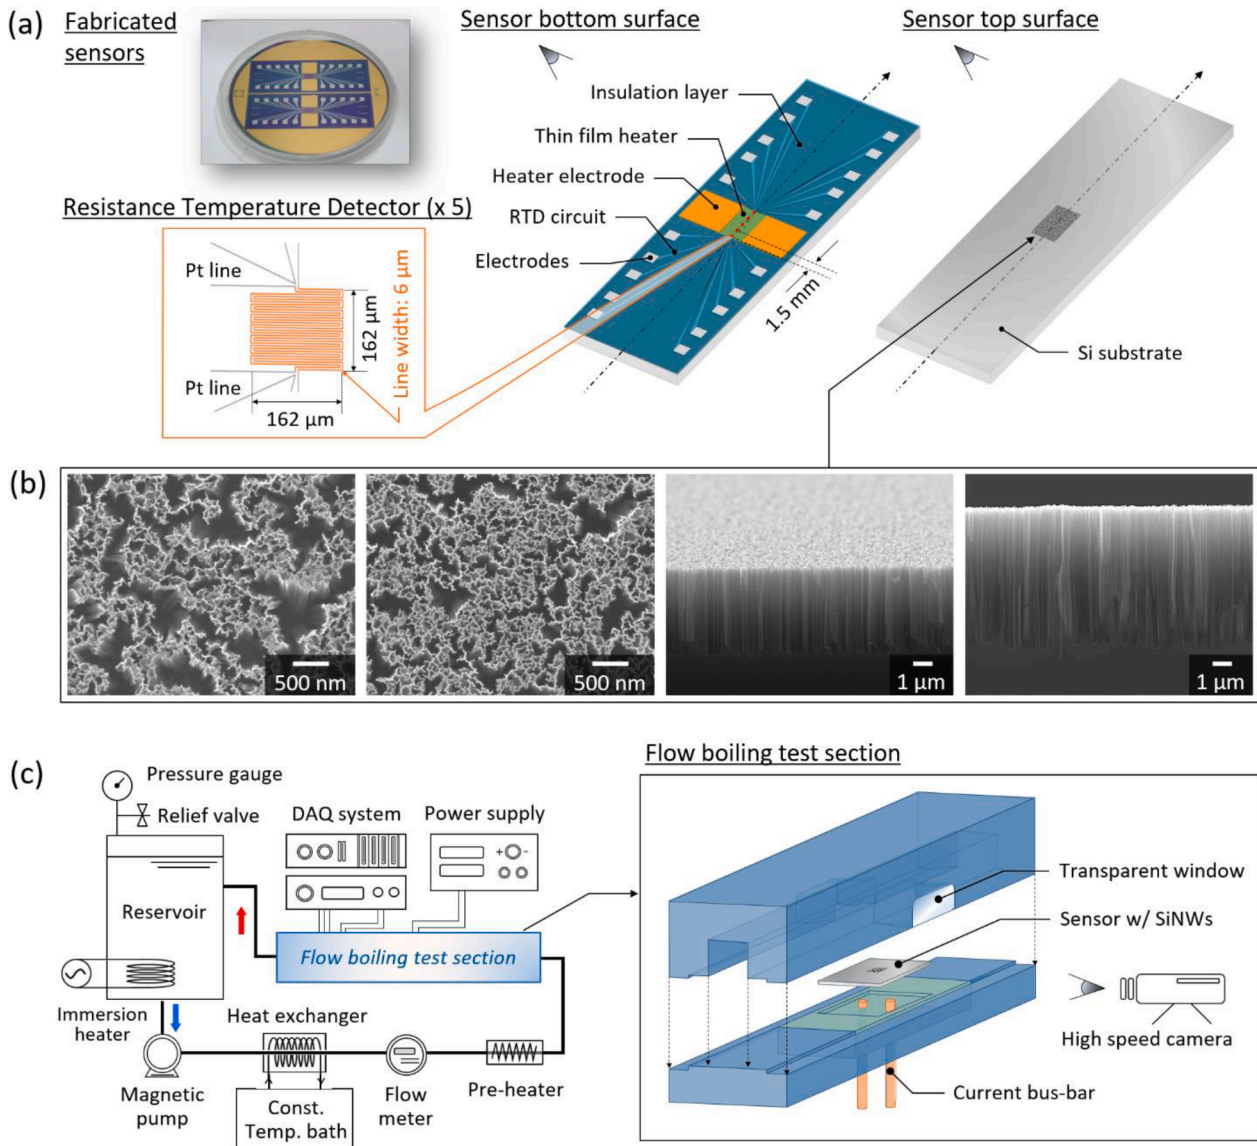 (a)
Fabricated
sensors
Sensor bottom surface
Sensor top surface
Insulation layer
Thin film heater
Heater electrode
RTD circuit
Electrodes
1.5 mm
Si substrate
Resistance Temperature Detector (x 5)
Pt line
Pt line
162 µm
162 µm
Line width: 6 µm
(b)
500 nm
500 nm
1 µm
1 µm
(c)
Pressure gauge
Relief valve
Reservoir
Immersion
heater
DAQ system
Power supply
+
-
Flow boiling test section
Heat exchanger
Magnetic
pump
Const.
Temp. bath
Flow
meter
Pre-heater
Flow boiling test section
Transparent window
Sensor w/ SiNWs
High speed camera
Current bus-bar